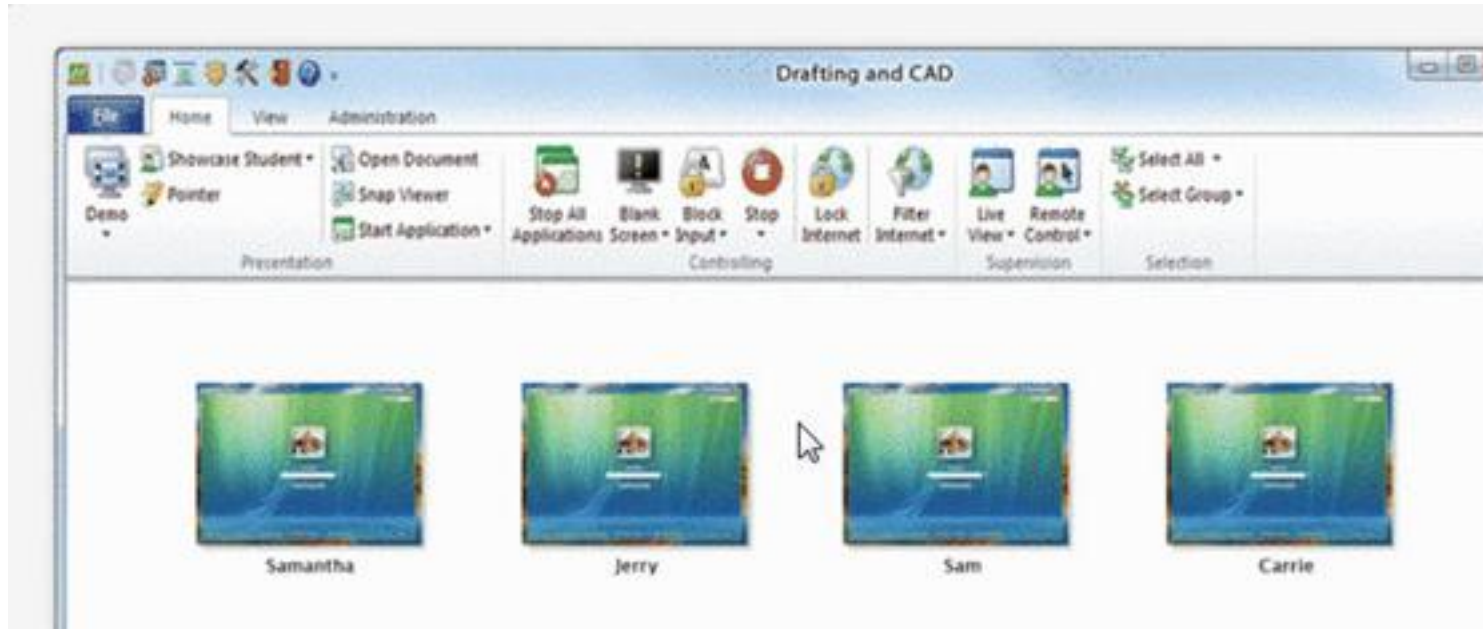 Drafting and CAD
File Home View Administration
Demo
Showcase Student
Pointer
Open Document
Snap Viewer
Start Application
Presentation
Stop All Applications
Blank Screen
Block Input
Stop
Lock Internet
Filter Internet
Controlling
Live View
Remote Control
Supervision
Select All
Select Group
Selection
Samantha
Jerry
Sam
Carrie